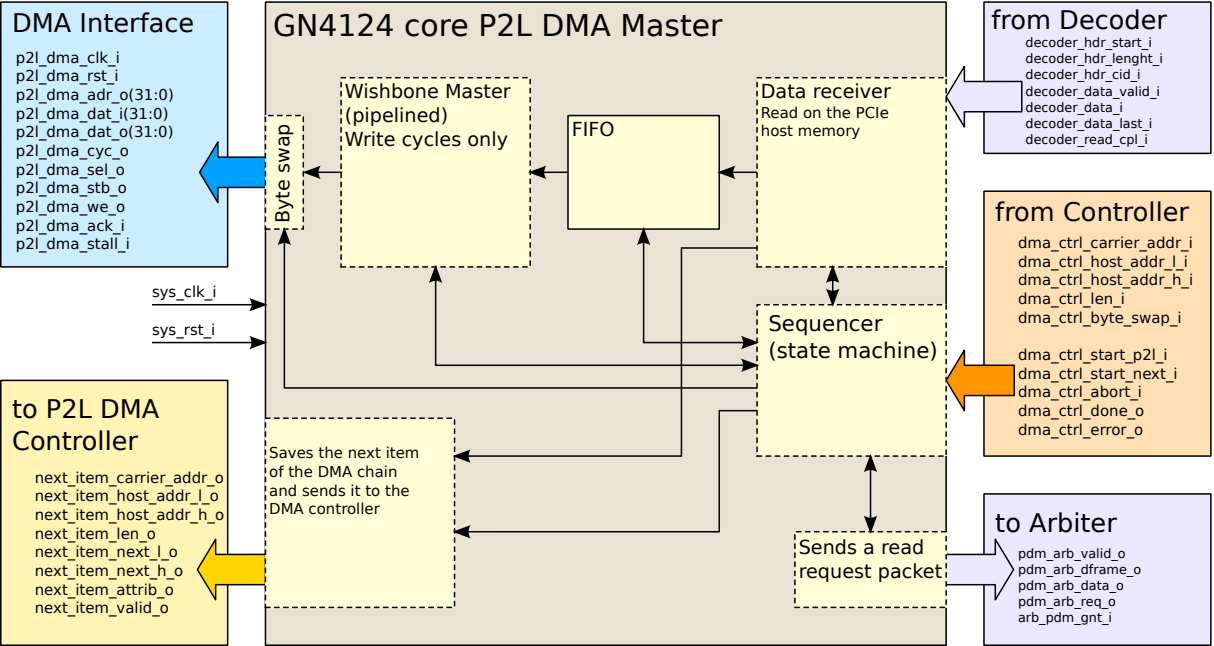 DMA Interface
p2l_dma_clk_i
p2l_dma_rst_i
p2l_dma_adr_o(31:0)
p2l_dma_dat_i(31:0)
p2l_dma_dat_o(31:0)
p2l_dma_cyc_o
p2l_dma_sel_o
p2l_dma_stb_o
p2l_dma_we_o
p2l_dma_ack_i
p2l_dma_stall_i
sys_clk_i
sys_rst_i
to P2L DMA
Controller
next_item_carrier_addr_o
next_item_host_addr_l_o
next_item_host_addr_h_o
next_item_len_o
next_item_next_l_o
next_item_next_h_o
next_item_attrib_o
next_item_valid_o
GN4124 core P2L DMA Master
Byte swap
Wishbone Master
(pipelined)
Write cycles only
FIFO
Data receiver
Read on the PCIe
host memory
Sequencer
(state machine)
Saves the next item
of the DMA chain
and sends it to the
DMA controller
Sends a read
request packet
from Decoder
decoder_hdr_start_i
decoder_hdr_lenght_i
decoder_hdr_cid_i
decoder_data_valid_i
decoder_data_i
decoder_data_last_i
decoder_read_cpl_i
from Controller
dma_ctrl_carrier_addr_i
dma_ctrl_host_addr_l_i
dma_ctrl_host_addr_h_i
dma_ctrl_len_i
dma_ctrl_byte_swap_i
dma_ctrl_start_p2l_i
dma_ctrl_start_next_i
dma_ctrl_abort_i
dma_ctrl_done_o
dma_ctrl_error_o
to Arbiter
pdm_arb_valid_o
pdm_arb_dframe_o
pdm_arb_data_o
pdm_arb_req_o
arb_pdm_gnt_i